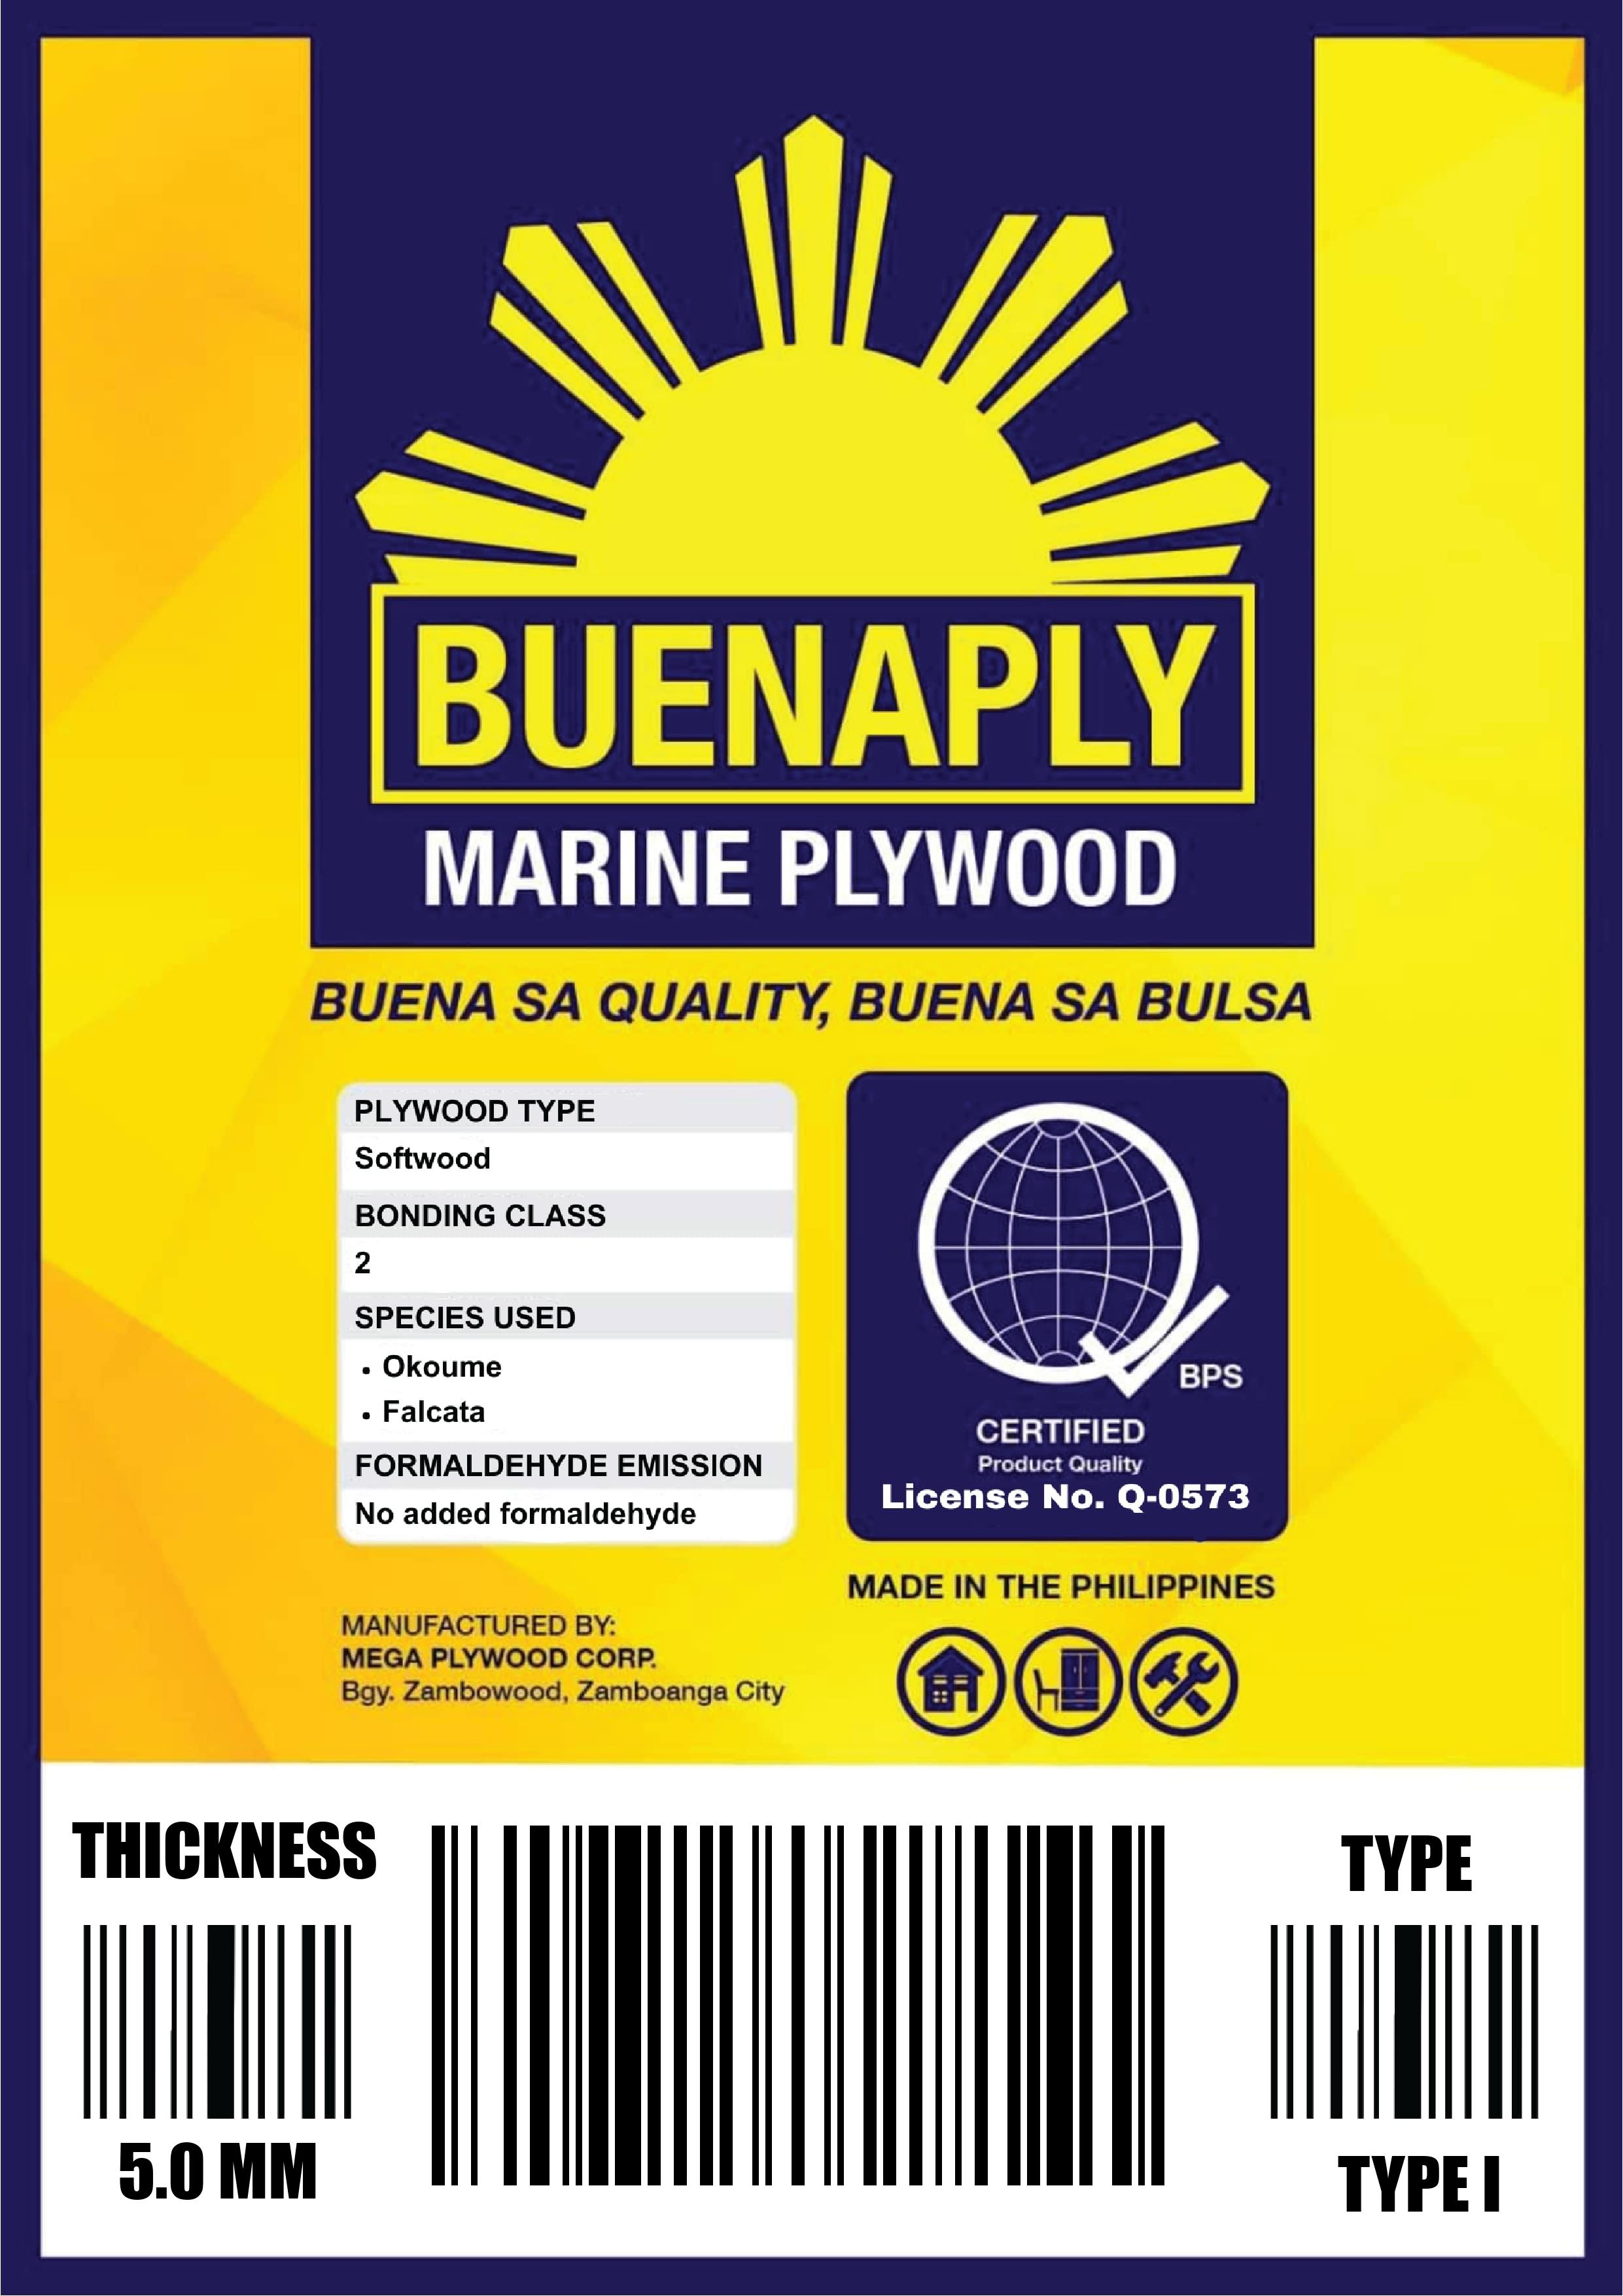 BUENAPLY
MARINE PLYWOOD
BUENA SA QUALITY, BUENA SA BULSA
PLYWOOD TYPE
Softwood
BONDING CLASS
2
SPECIES USED
• Okoume
• Falcata
FORMALDEHYDE EMISSION
No added formaldehyde
BPS
CERTIFIED
Product Quality
License No. Q-0573
MADE IN THE PHILIPPINES
MANUFACTURED BY:
MEGA PLYWOOD CORP.
Bgy. Zambowood, Zamboanga City
THICKNESS
5.0 MM
TYPE
TYPE I